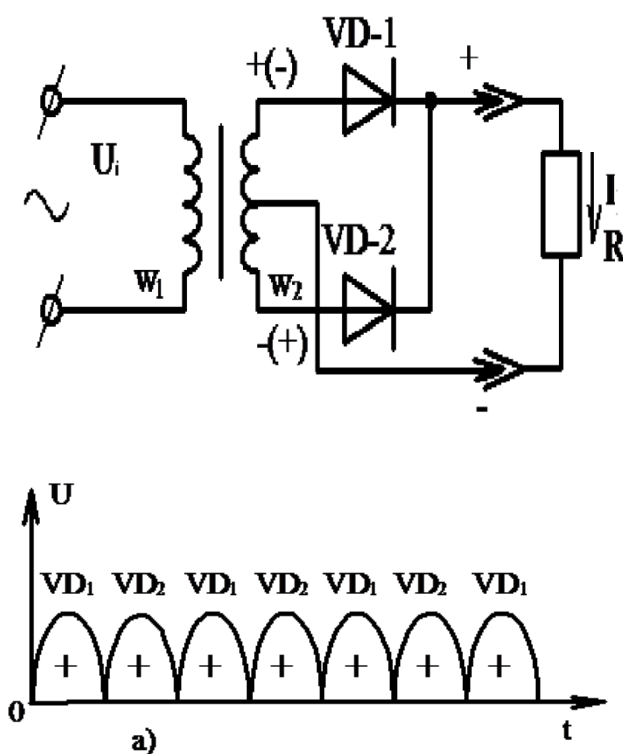 VD-1
+(-)
+
Ui
I
R
VD-2
W1
W2
-(+)
-
U
VD1 VD2 VD1 VD2 VD1 VD2 VD1
+ + + + + + +
0
t
a)